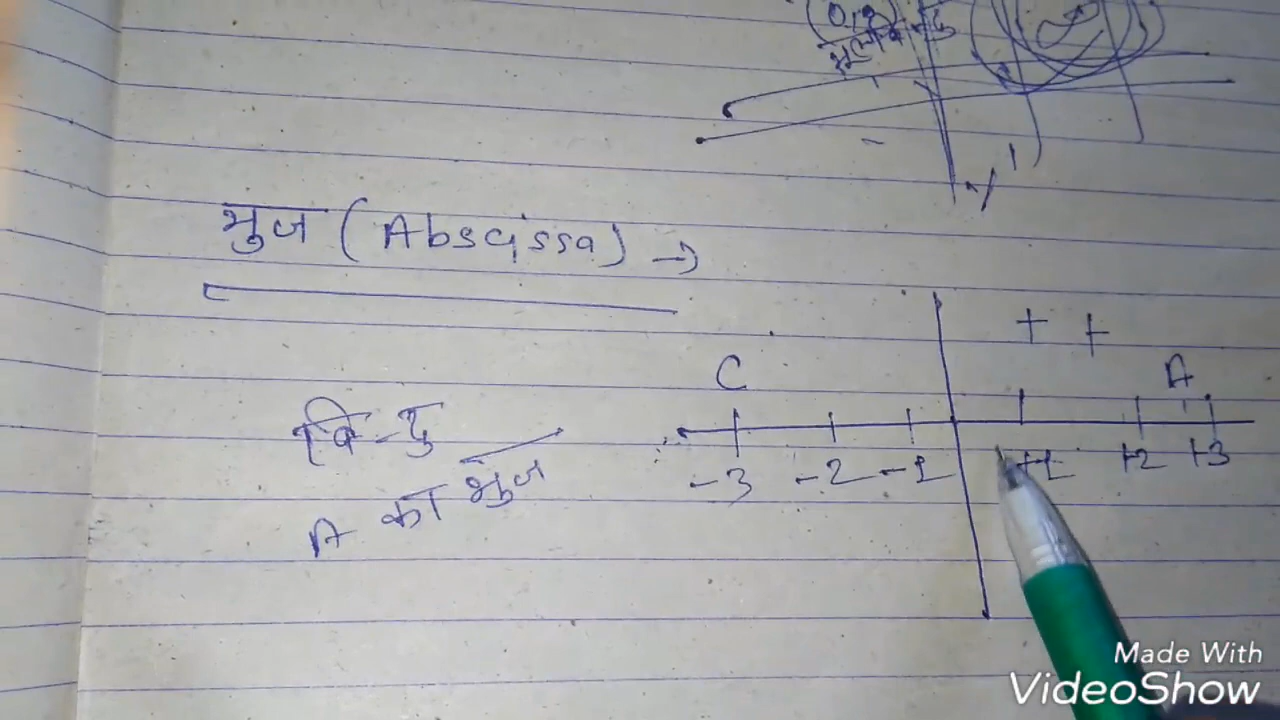 भुज (Abscissa) →
+ +
C A
बिन्दु
-3 -2 -1 +1 +2 +3
A का भुज
Made With
VideoShow